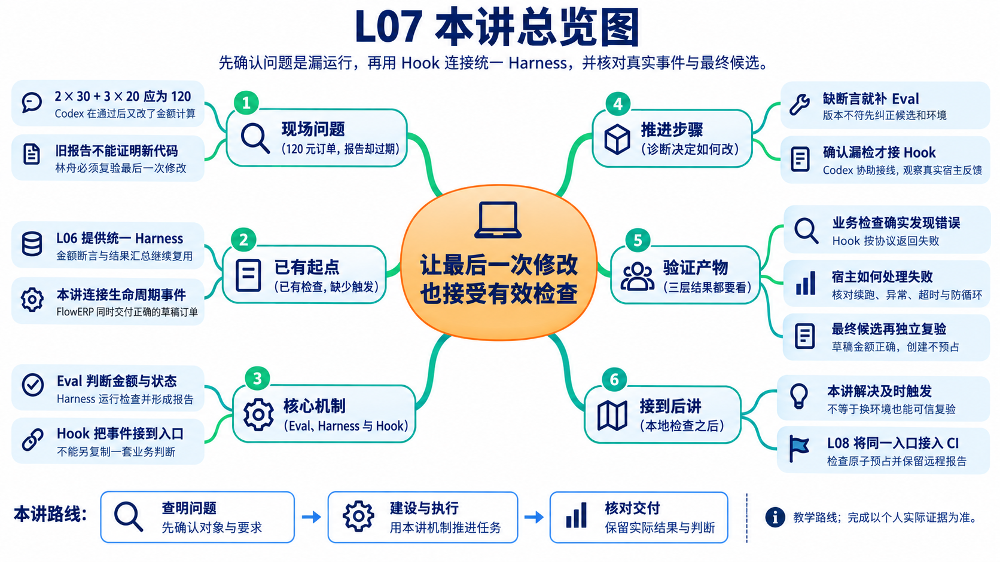 L07 本讲总览图
先确认问题是漏运行，再用 Hook 连接统一 Harness，并核对真实事件与最终候选。
1
现场问题
（120 元订单，报告却过期）
2 × 30 + 3 × 20 应为 120
Codex 在通过后又改了金额计算
旧报告不能证明新代码
林舟必须复验最后一次修改
2
已有起点
（已有检查，缺少触发）
L06 提供统一 Harness
金额断言与结果汇总继续复用
本讲连接生命周期事件
FlowERP 同时交付正确的草稿订单
3
核心机制
（Eval、Harness 与 Hook）
Eval 判断金额与状态
Harness 运行检查并形成报告
Hook 把事件接到入口
不能另复制一套业务判断
让最后一次修改
也接受有效检查
4
推进步骤
（诊断决定如何改）
缺断言就补 Eval
版本不符先纠正候选和环境
确认漏检才接 Hook
Codex 协助接线，观察真实宿主反馈
5
验证产物
（三层结果都要看）
业务检查确实发现错误
Hook 按协议返回失败
宿主如何处理失败
核对续跑、异常、超时与防循环
最终候选再独立复验
草稿金额正确，创建不预占
6
接到后讲
（本地检查之后）
本讲解决及时触发
不等于换环境也能可信复验
L08 将同一入口接入 CI
检查原子预占并保留远程报告
本讲路线:
查明问题
先确认对象与要求
建设与执行
用本讲机制推进任务
核对交付
保留实际结果与判断
教学路线；完成以个人实际证据为准。